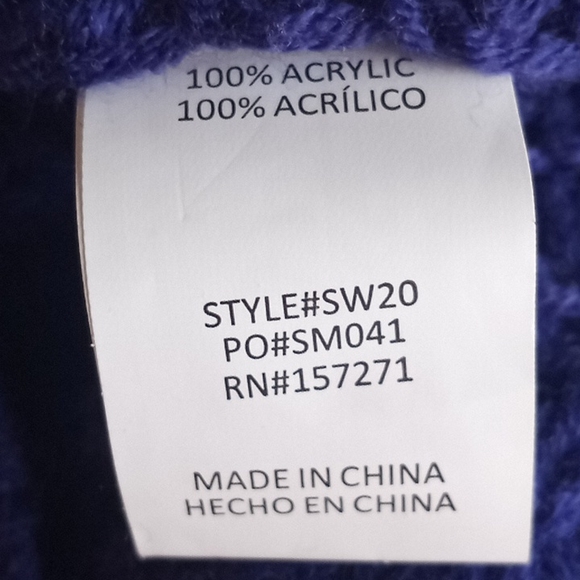 100% ACRYLIC
100% ACRÍLICO
STYLE#SW20
PO#SM041
RN#157271
MADE IN CHINA
HECHO EN CHINA